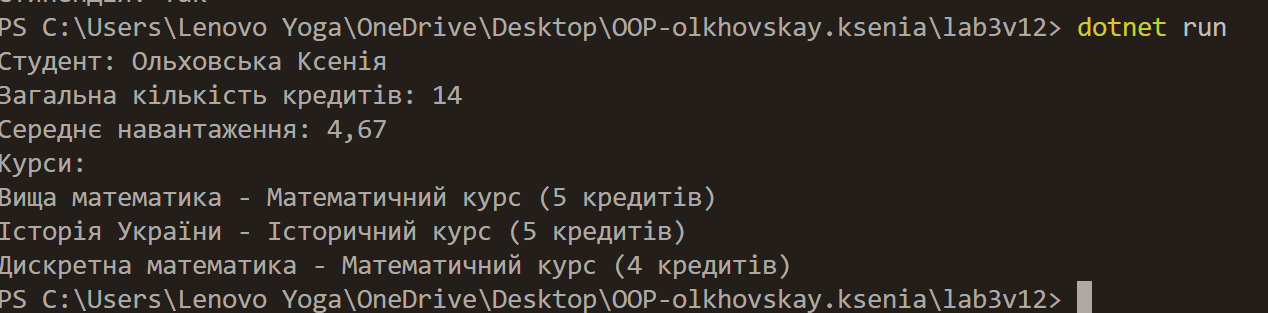 PS C:\Users\Lenovo Yoga\OneDrive\Desktop\OOP-olkhovskay.ksenia\lab3v12> dotnet run
Студент: Ольховська Ксенія
Загальна кількість кредитів: 14
Середнє навантаження: 4,67
Курси:
Вища математика - Математичний курс (5 кредитів)
Історія України - Історичний курс (5 кредитів)
Дискретна математика - Математичний курс (4 кредитів)
PS C:\Users\Lenovo Yoga\OneDrive\Desktop\OOP-olkhovskay.ksenia\lab3v12>